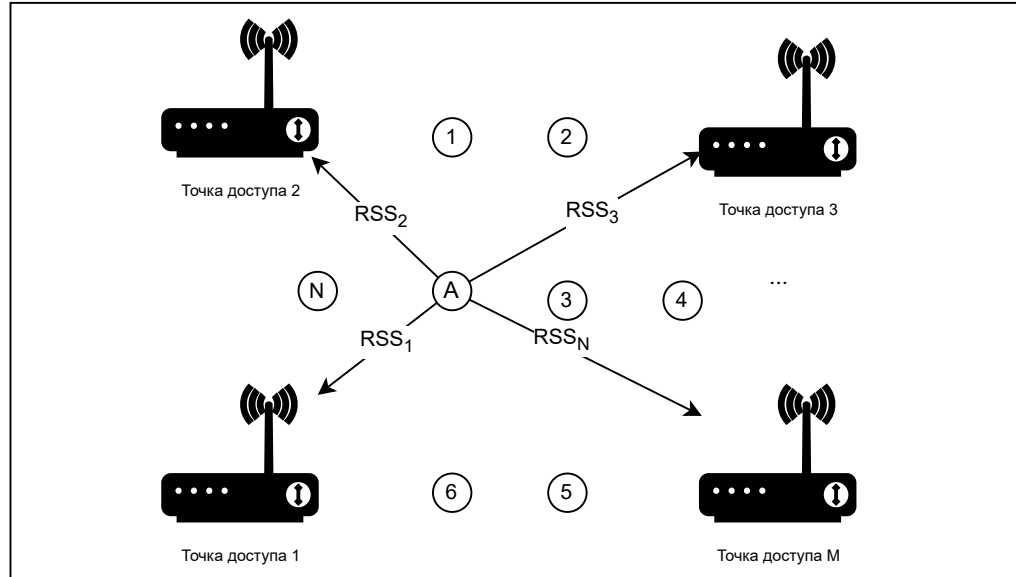 1
2
Точка доступа 2
RSS₂
RSS₃
Точка доступа 3
N
A
3
4
...
RSS₁
RSS_N
6
5
Точка доступа 1
Точка доступа М